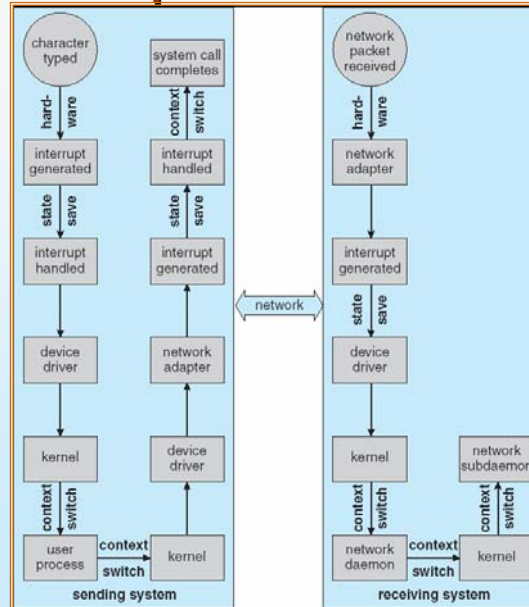 character
typed
hard-
ware
interrupt
generated
state
save
interrupt
handled
device
driver
kernel
context
switch
user
process
context
switch
kernel
device
driver
network
adapter
interrupt
generated
state
save
interrupt
handled
context
switch
system call
completes
sending system
network
network
packet
received
hard-
ware
network
adapter
interrupt
generated
state
save
device
driver
kernel
context
switch
network
daemon
context
switch
kernel
context
switch
network
subdaemon
receiving system